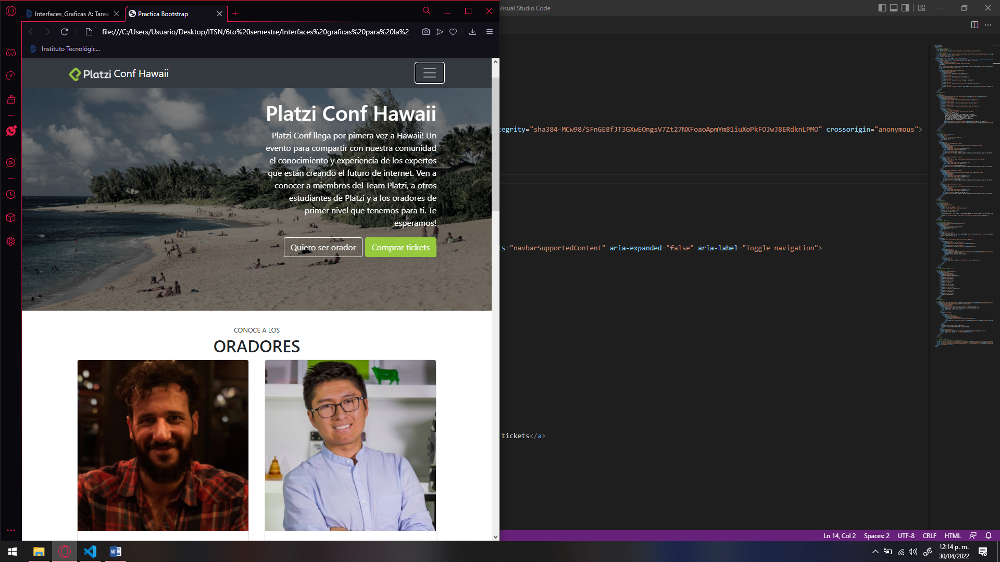 Interfaces_Graficas A: Tarea
Practica Bootstrap
Visual Studio Code
file:///C:/Users/Usuario/Desktop/ITSN/6to%20semestre/Interfaces%20graficas%20para%20la%2
Instituto Tecnológic...
Platzi Conf Hawaii
Platzi Conf Hawaii
Platzi Conf llega por pimera vez a Hawaii! Un
evento para compartir con nuestra comunidad
el conocimiento y experiencia de los expertos
que están creando el futuro de internet. Ven a
conocer a miembros del Team Platzi, a otros
estudiantes de Platzi y a los oradores de
primer nivel que tenemos para ti. Te
esperamos!
Quiero ser orador
Comprar tickets
CONOCE A LOS
ORADORES
tegrity="sha384-MCw98/SFnGE8fJT3GXwEOngsV7Zt27NXFoaoApmYm81iuXoPkFOJwJ8ERdknLPMO" crossorigin="anonymous">
ls="navbarSupportedContent" aria-expanded="false" aria-label="Toggle navigation">
tickets</a>
Ln 14, Col 2
Spaces: 2
UTF-8
CRLF
HTML
12:14 p. m.
30/04/2022